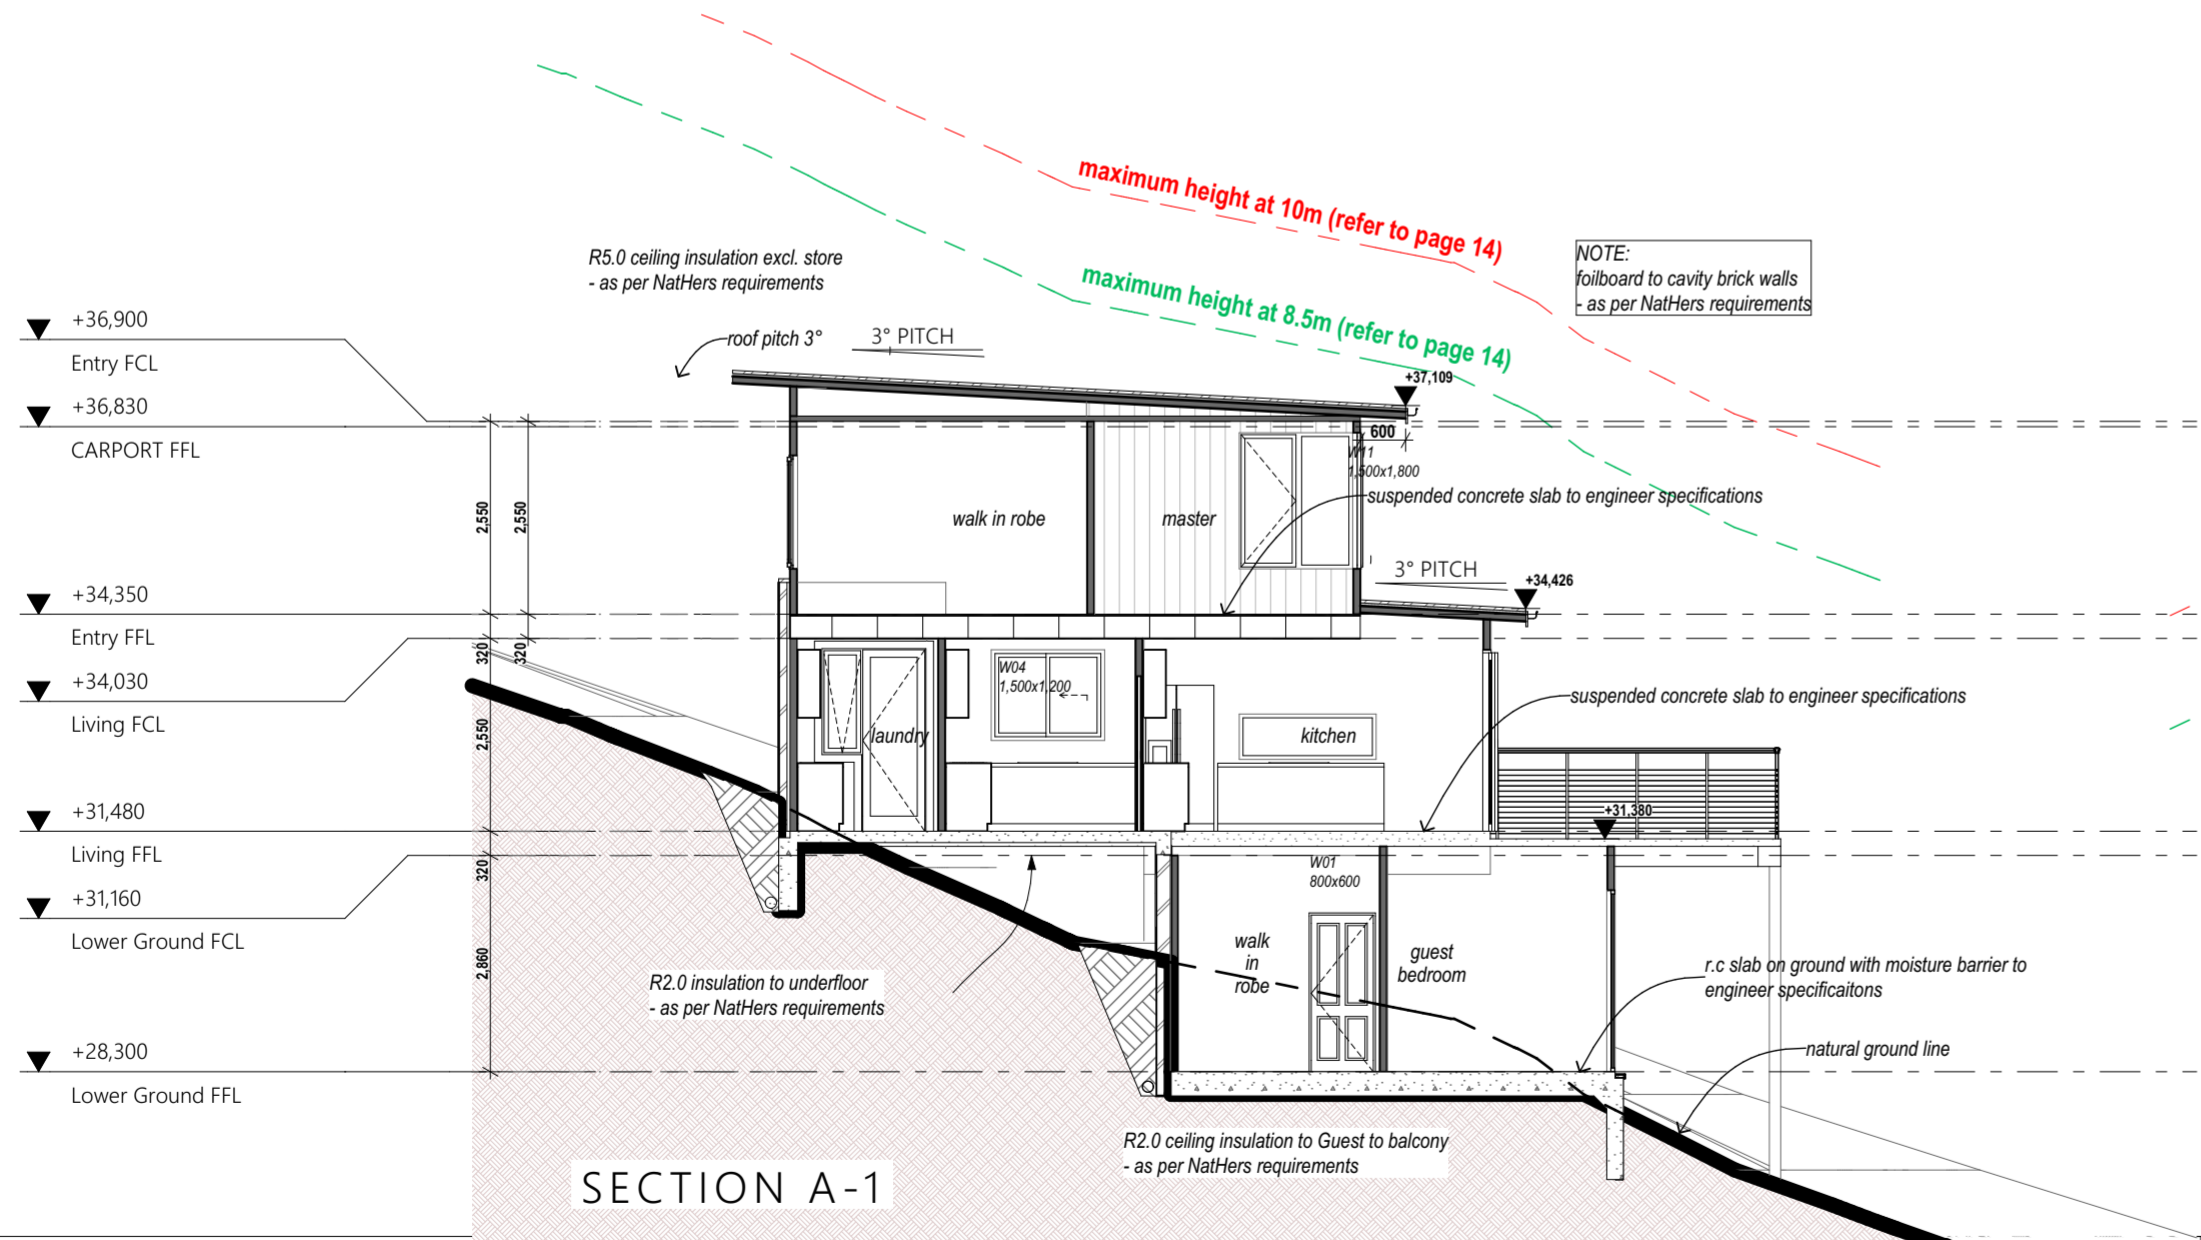 maximum height at 10m (refer to page 14)
maximum height at 8.5m (refer to page 14)
NOTE:
foilboard to cavity brick walls
- as per NatHers requirements
R5.0 ceiling insulation excl. store
- as per NatHers requirements
roof pitch 3°
3° PITCH
+37,109
600
W11
1,500x1,800
suspended concrete slab to engineer specifications
walk in robe
master
3° PITCH
+34,426
+36,900
Entry FCL
+36,830
CARPORT FFL
2,550
2,550
+34,350
Entry FFL
320
320
+34,030
Living FCL
2,550
W04
1,500x1,200
laundry
kitchen
suspended concrete slab to engineer specifications
+31,480
Living FFL
+31,380
320
+31,160
Lower Ground FCL
2,860
W01
800x600
walk
in
robe
guest
bedroom
R2.0 insulation to underfloor
- as per NatHers requirements
r.c slab on ground with moisture barrier to
engineer specificaitons
natural ground line
+28,300
Lower Ground FFL
R2.0 ceiling insulation to Guest to balcony
- as per NatHers requirements
SECTION A-1